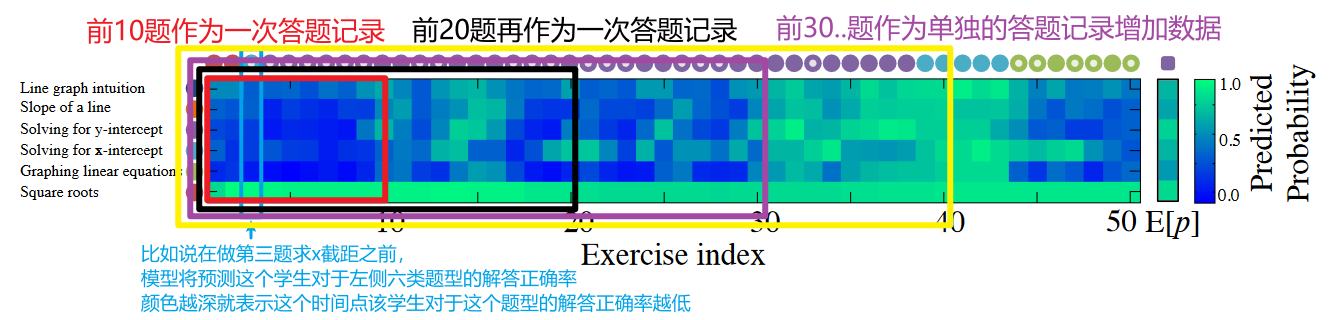 前10题作为一次答题记录 前20题再作为一次答题记录 前30..题作为单独的答题记录增加数据
Line graph intuition
Slope of a line
Solving for y-intercept
Solving for x-intercept
Graphing linear equations
Square roots
1.0
0.5
0.0
Predicted
Probability
10 20 30 40 50 E[p]
Exercise index
比如说在做第三题求x截距之前,
模型将预测这个学生对于左侧六类题型的解答正确率
颜色越深就表示这个时间点该学生对于这个题型的解答正确率越低